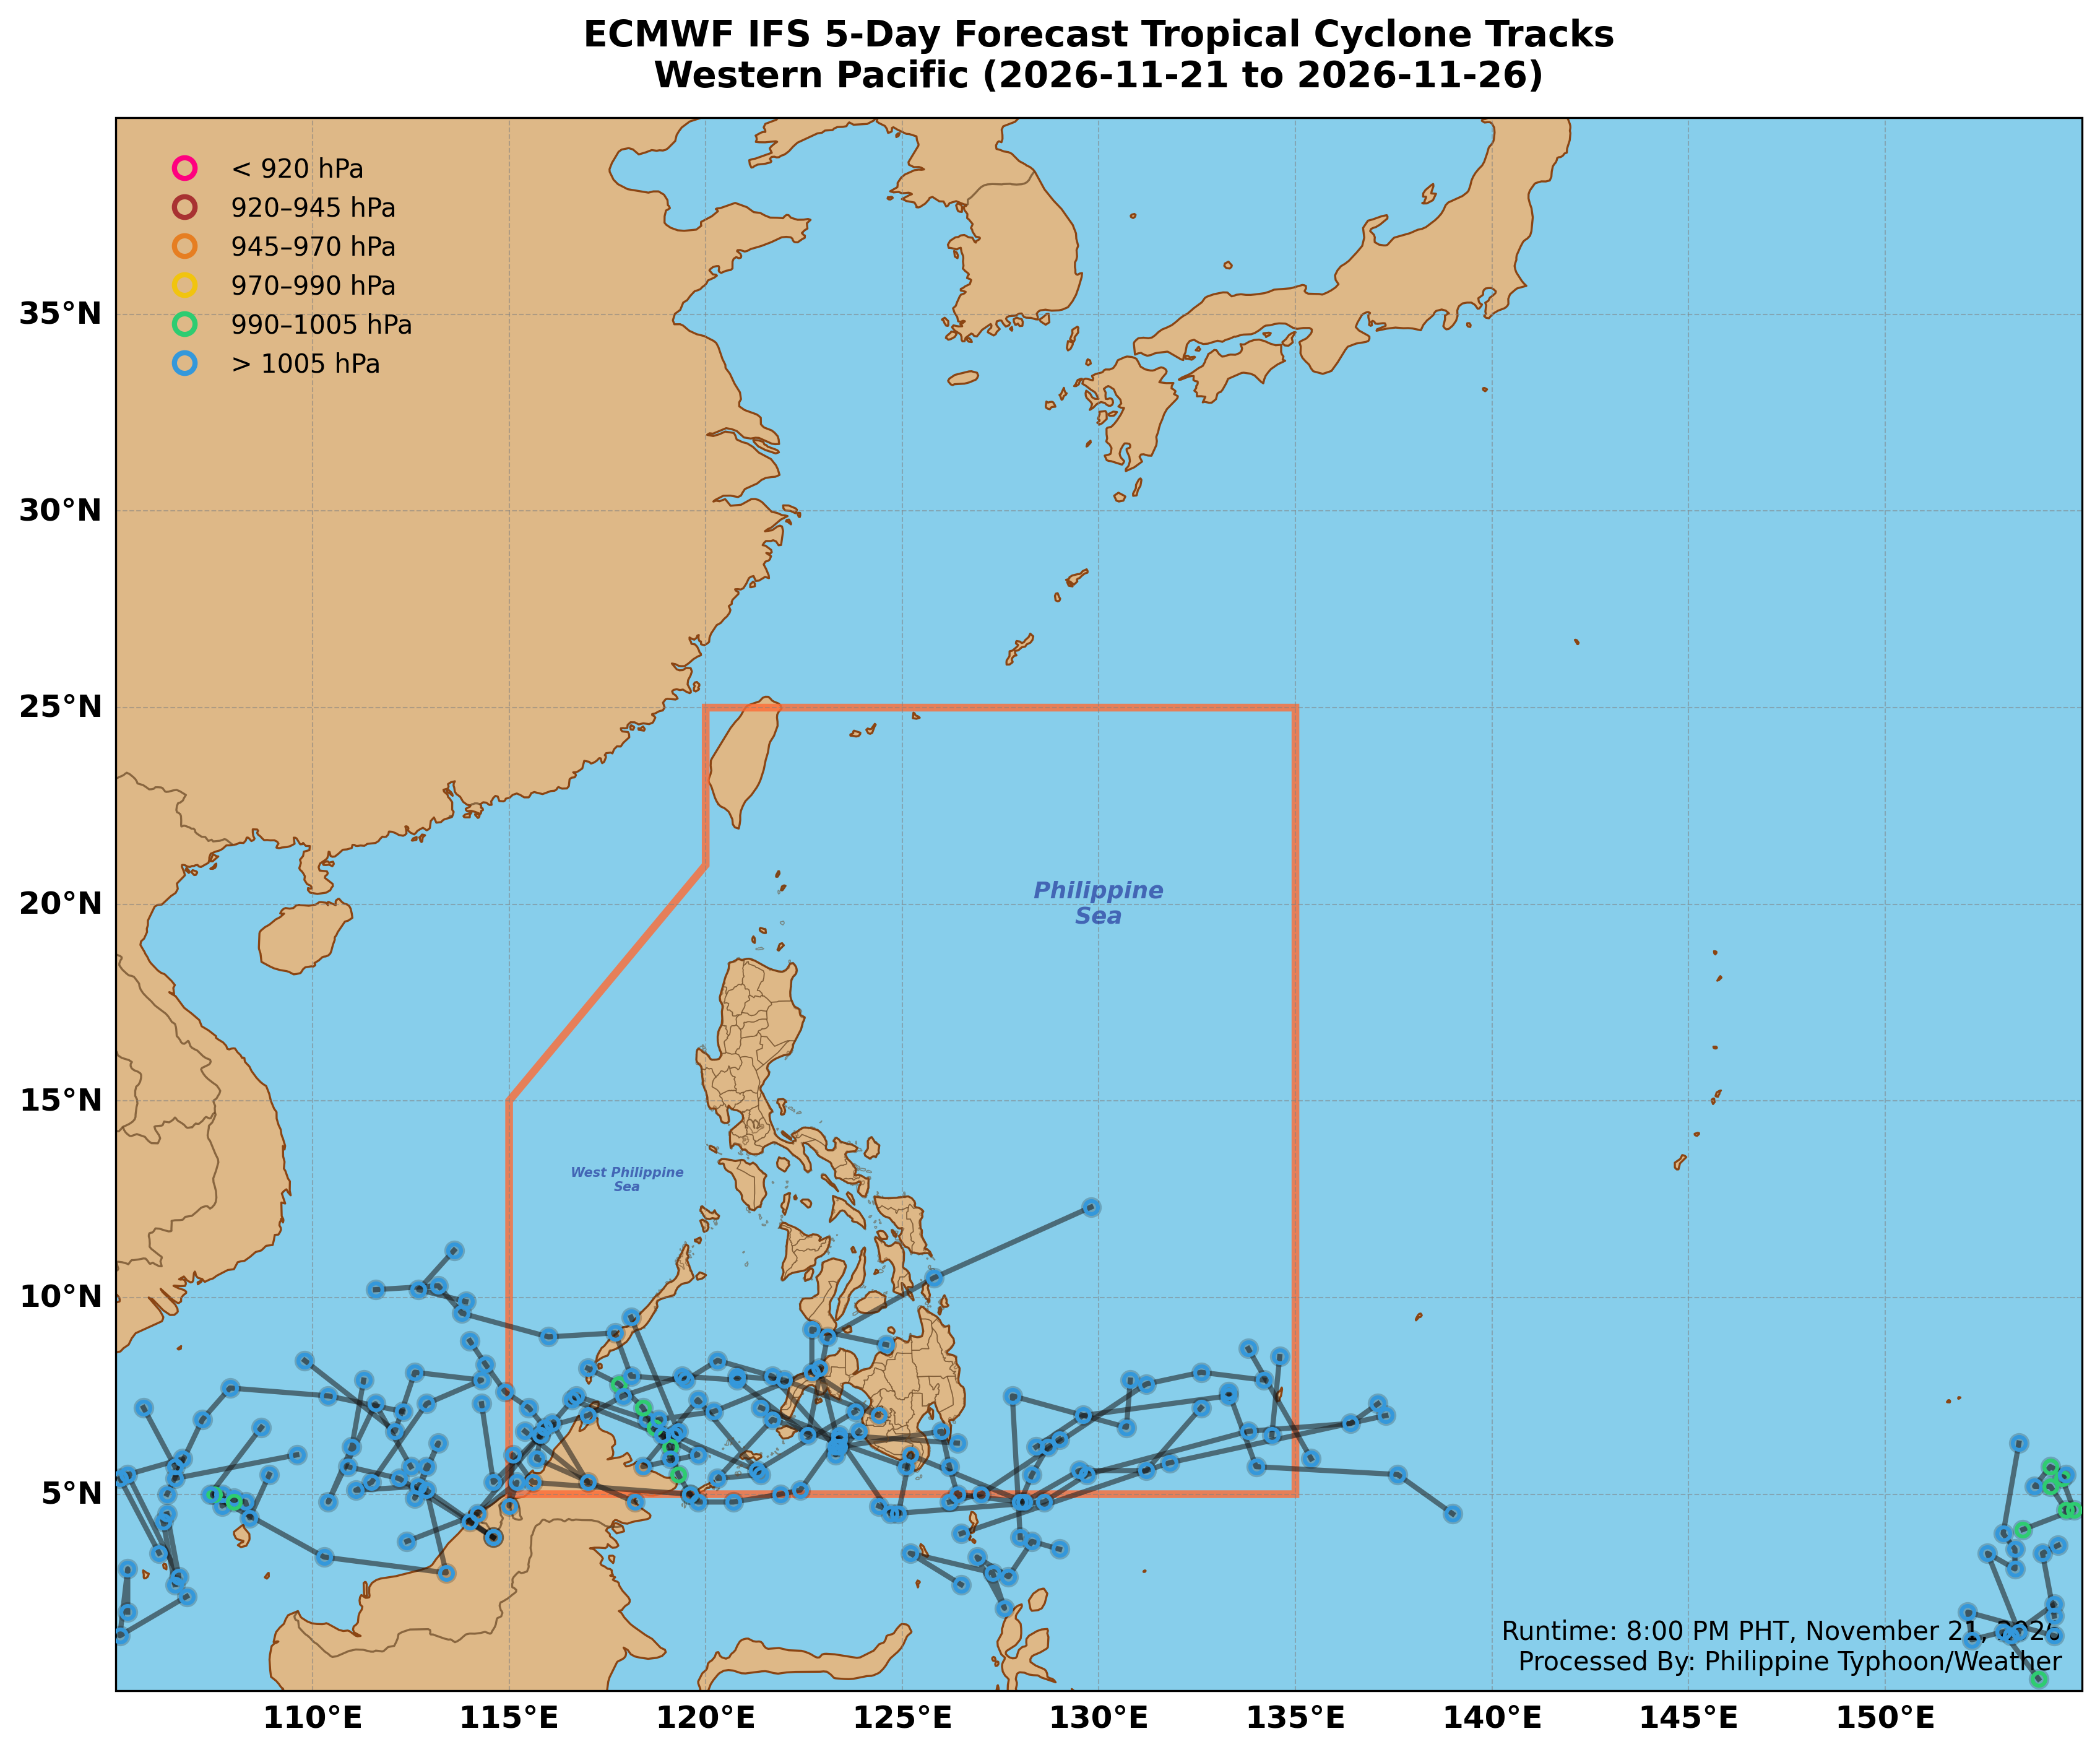 ECMWF IFS 5-Day Forecast Tropical Cyclone Tracks
Western Pacific (2026-11-21 to 2026-11-26)
< 920 hPa
920–945 hPa
945–970 hPa
970–990 hPa
990–1005 hPa
> 1005 hPa
35°N
30°N
25°N
20°N
15°N
10°N
5°N
Philippine
Sea
West Philippine
Sea
Runtime: 8:00 PM PHT, November 21, 2026
Processed By: Philippine Typhoon/Weather
110°E
115°E
120°E
125°E
130°E
135°E
140°E
145°E
150°E